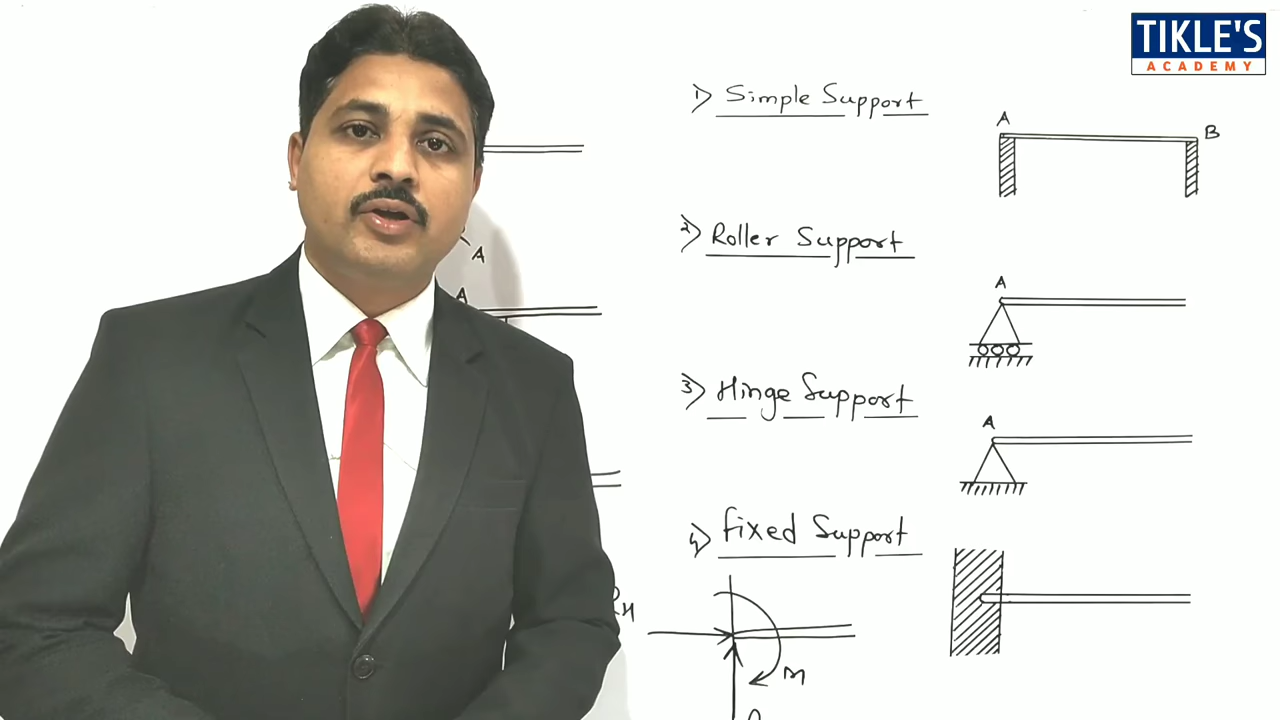 TIKLE'S
ACADEMY
1) Simple Support
A
B
2) Roller Support
A
A
A
3) Hinge Support
A
4) fixed Support
M